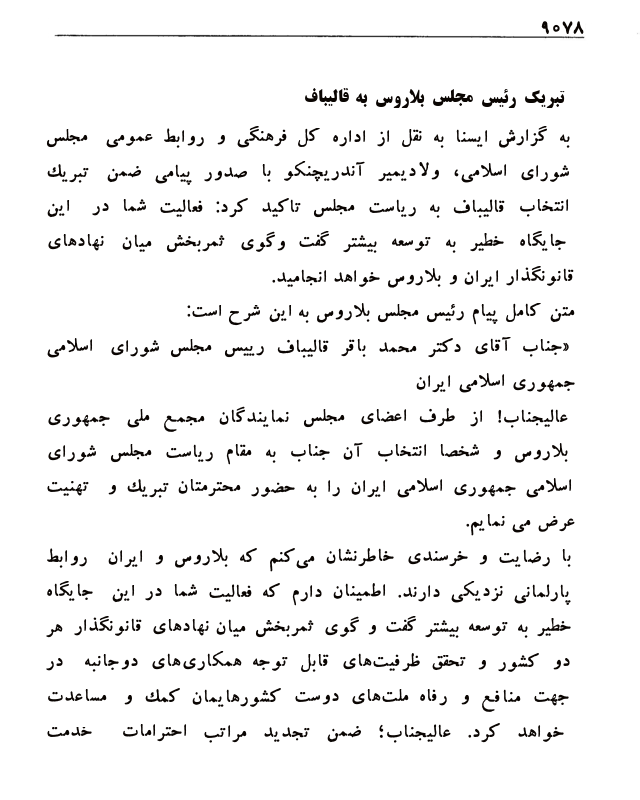 ۹۰۷۸
تبریک رئیس مجلس بلاروس به قالیباف
به گزارش ایسنا به نقل از اداره کل فرهنگی و روابط عمومی مجلس
شورای اسلامی، ولادیمیر آندریچنکو با صدور پیامی ضمن تبریك
انتخاب قالیباف به ریاست مجلس تاکید کرد: فعالیت شما در این
جایگاه خطیر به توسعه بیشتر گفت وگوی ثمربخش میان نهادهای
قانونگذار ایران و بلاروس خواهد انجامید.
متن کامل پیام رئیس مجلس بلاروس به این شرح است:
«جناب آقای دکتر محمد باقر قالیباف رییس مجلس شورای اسلامی
جمهوری اسلامی ایران
عالیجناب! از طرف اعضای مجلس نمایندگان مجمع ملی جمهوری
بلاروس و شخصا انتخاب آن جناب به مقام ریاست مجلس شورای
اسلامی جمهوری اسلامی ایران را به حضور محترمتان تبریك و تهنیت
عرض می نمایم.
با رضایت و خرسندی خاطرنشان می‌کنم که بلاروس و ایران روابط
پارلمانی نزدیکی دارند. اطمینان دارم که فعالیت شما در این جایگاه
خطیر به توسعه بیشتر گفت و گوی ثمربخش میان نهادهای قانونگذار هر
دو کشور و تحقق ظرفیت‌های قابل توجه همکاری‌های دوجانبه در
جهت منافع و رفاه ملت‌های دوست کشورهایمان کمك و مساعدت
خواهد کرد. عالیجناب؛ ضمن تجدید مراتب احترامات خدمت